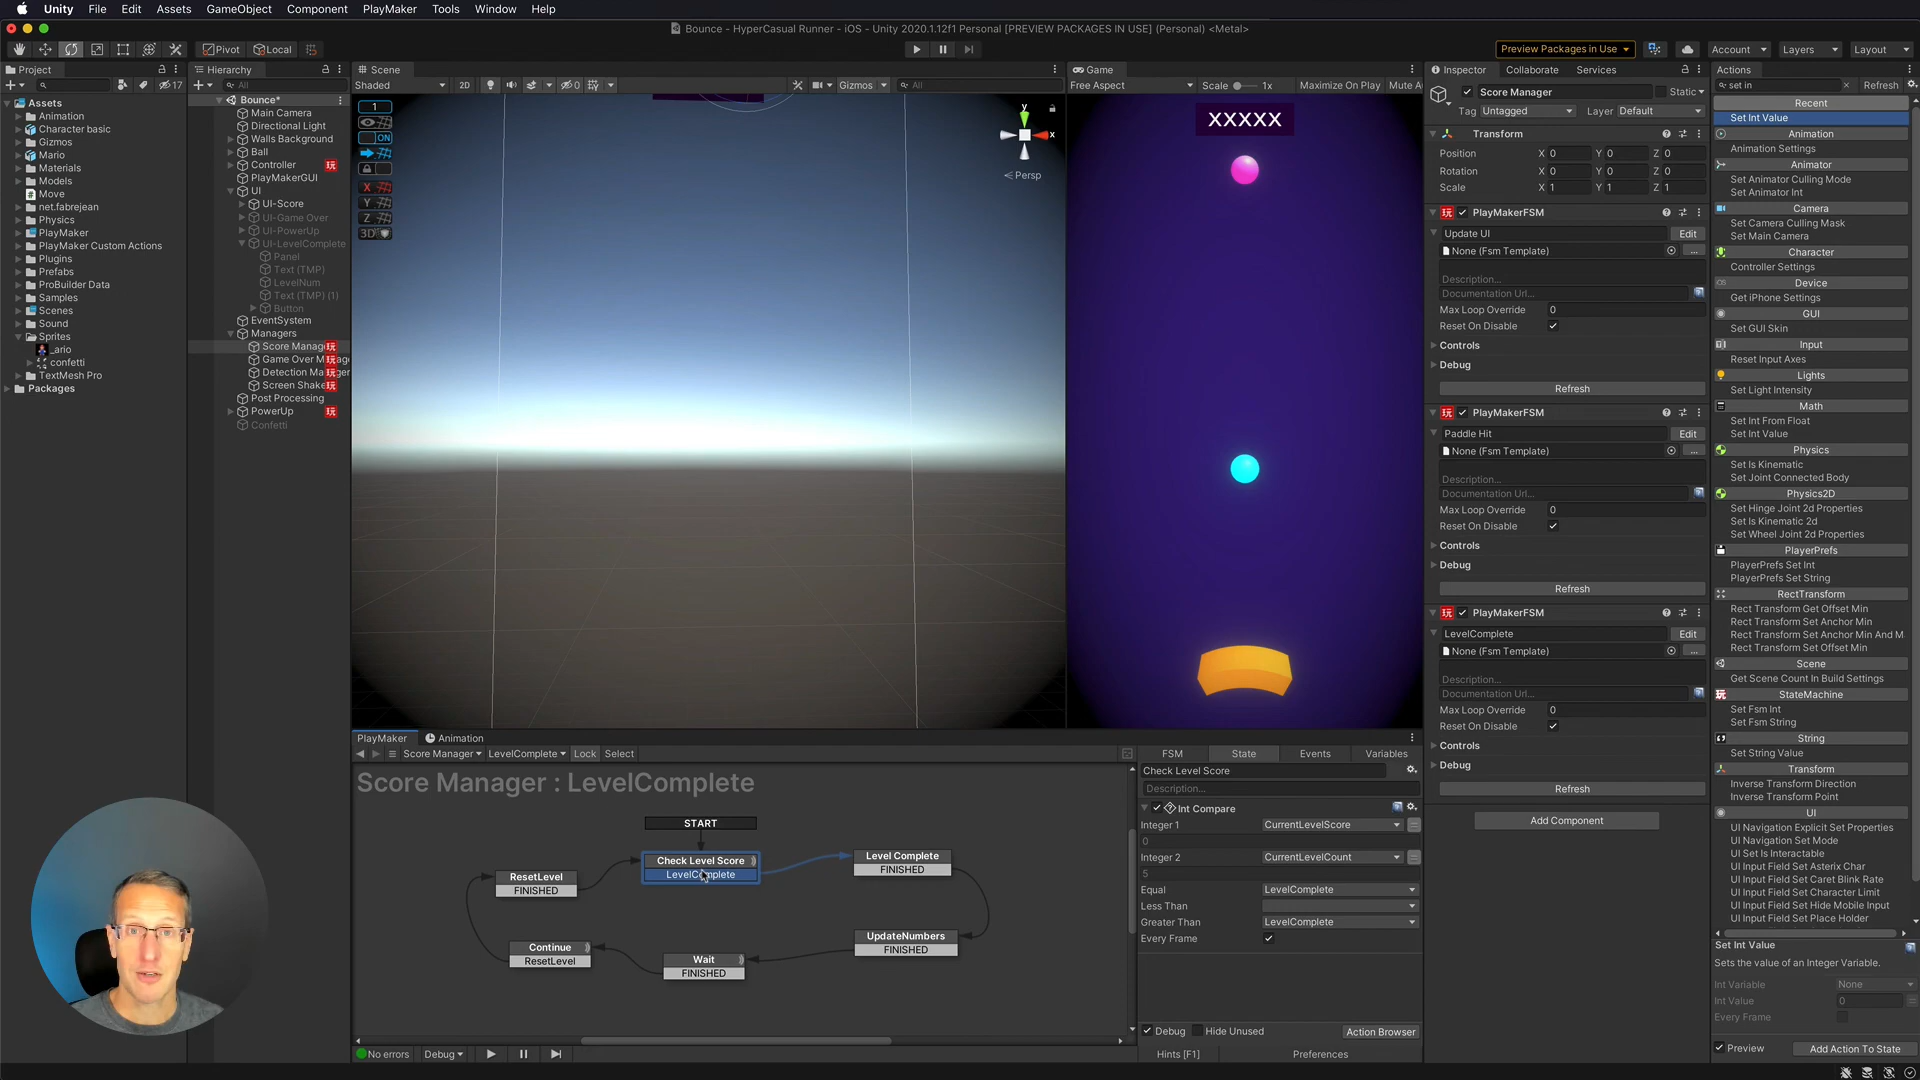 Unity File Edit Assets GameObject Component PlayMaker Tools Window Help
Bounce - HyperCasual Runner - iOS - Unity 2020.1.12f1 Personal [PREVIEW PACKAGES IN USE] (Personal) <Metal>
Pivot Local Preview Packages in Use Account Layers Layout
Project
All
17
Assets
Animation
Character basic
Gizmos
Mario
Materials
Models
Move
net.fabrejean
Physics
PlayMaker
PlayMaker Custom Actions
Plugins
Prefabs
ProBuilder Data
Samples
Scenes
Sound
Sprites
_ario
confetti
TextMesh Pro
Packages
Hierarchy
All
Bounce*
Main Camera
Directional Light
Walls Background
Ball
Controller
PlayMakerGUI
UI
UI-Score
UI-Game Over
UI-PowerUp
UI-LevelComplete
Panel
Text (TMP)
LevelNum
Text (TMP) (1)
Button
EventSystem
Managers
Score Manag
Game Over M
Detection Ma
Screen Shake
Post Processing
PowerUp
Confetti
Scene
Shaded 2D 0 Gizmos All
1
ON
X
Y
Z
3D
y
x
Persp
Game
Free Aspect Scale 1x Maximize On Play Mute Au
XXXXX
Inspector Collaborate Services
Score Manager Static
Tag Untagged Layer Default
Transform
Position X 0 Y 0 Z 0
Rotation X 0 Y 0 Z 0
Scale X 1 Y 1 Z 1
PlayMakerFSM
Update UI Edit
None (Fsm Template) ...
Description...
Documentation Url...
Max Loop Override 0
Reset On Disable
Controls
Debug
Refresh
PlayMakerFSM
Paddle Hit Edit
None (Fsm Template) ...
Description...
Documentation Url...
Max Loop Override 0
Reset On Disable
Controls
Debug
Refresh
PlayMakerFSM
LevelComplete Edit
None (Fsm Template) ...
Description...
Documentation Url...
Max Loop Override 0
Reset On Disable
Controls
Debug
Refresh
Add Component
Actions
set in Refresh
Recent
Set Int Value
Animation
Animation Settings
Animator
Set Animator Culling Mode
Set Animator Int
Camera
Set Camera Culling Mask
Set Main Camera
Character
Controller Settings
Device
Get iPhone Settings
GUI
Set GUI Skin
Input
Reset Input Axes
Lights
Set Light Intensity
Math
Set Int From Float
Set Int Value
Physics
Set Is Kinematic
Set Joint Connected Body
Physics2D
Set Hinge Joint 2d Properties
Set Is Kinematic 2d
Set Wheel Joint 2d Properties
PlayerPrefs
PlayerPrefs Set Int
PlayerPrefs Set String
RectTransform
Rect Transform Get Offset Min
Rect Transform Set Anchor Min
Rect Transform Set Anchor Min And M
Rect Transform Set Offset Min
Scene
Get Scene Count In Build Settings
StateMachine
Set Fsm Int
Set Fsm String
String
Set String Value
Transform
Inverse Transform Direction
Inverse Transform Point
UI
UI Navigation Explicit Set Properties
UI Navigation Set Mode
UI Set Is Interactable
UI Input Field Set Asterix Char
UI Input Field Set Caret Blink Rate
UI Input Field Set Character Limit
UI Input Field Set Hide Mobile Input
UI Input Field Set Place Holder
Set Int Value
Sets the value of an Integer Variable.
Int Variable None
Int Value 0
Every Frame
Preview Add Action To State
PlayMaker Animation
Score Manager LevelComplete Lock Select
Score Manager : LevelComplete
START
Check Level Score
LevelComplete
Level Complete
FINISHED
ResetLevel
FINISHED
UpdateNumbers
FINISHED
Continue
ResetLevel
Wait
FINISHED
No errors Debug
FSM State Events Variables
Check Level Score
Description...
Int Compare
Integer 1 CurrentLevelScore
0
Integer 2 CurrentLevelCount
5
Equal LevelComplete
Less Than
Greater Than LevelComplete
Every Frame
Debug Hide Unused Action Browser
Hints [F1] Preferences